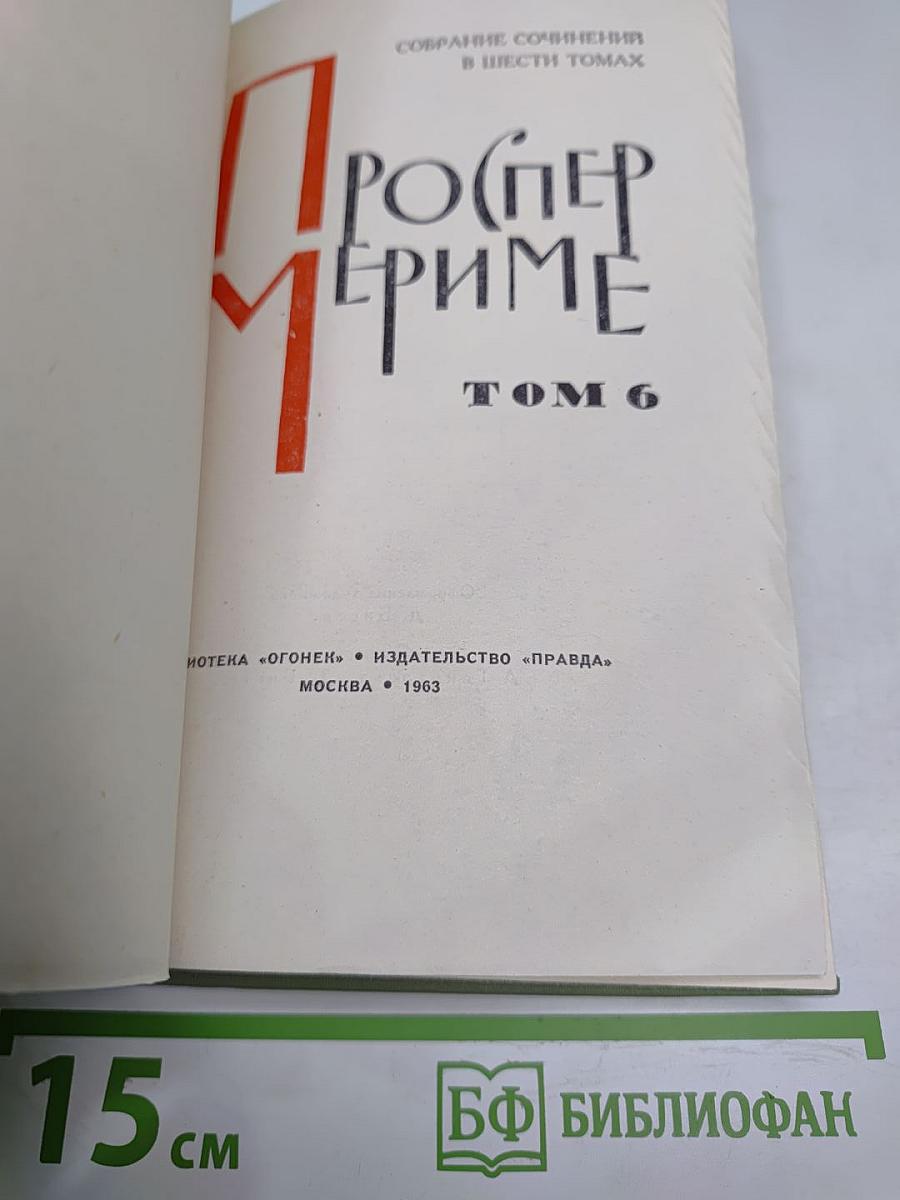 СОБРАНИЕ СОЧИНЕНИЙ
В ШЕСТИ ТОМАХ
ПРОСПЕР
МЕРИМЕ
ТОМ 6
ИОТЕКА «ОГОНЕК» • ИЗДАТЕЛЬСТВО «ПРАВДА»
МОСКВА • 1963
15 см
БФ БИБЛИОФАН